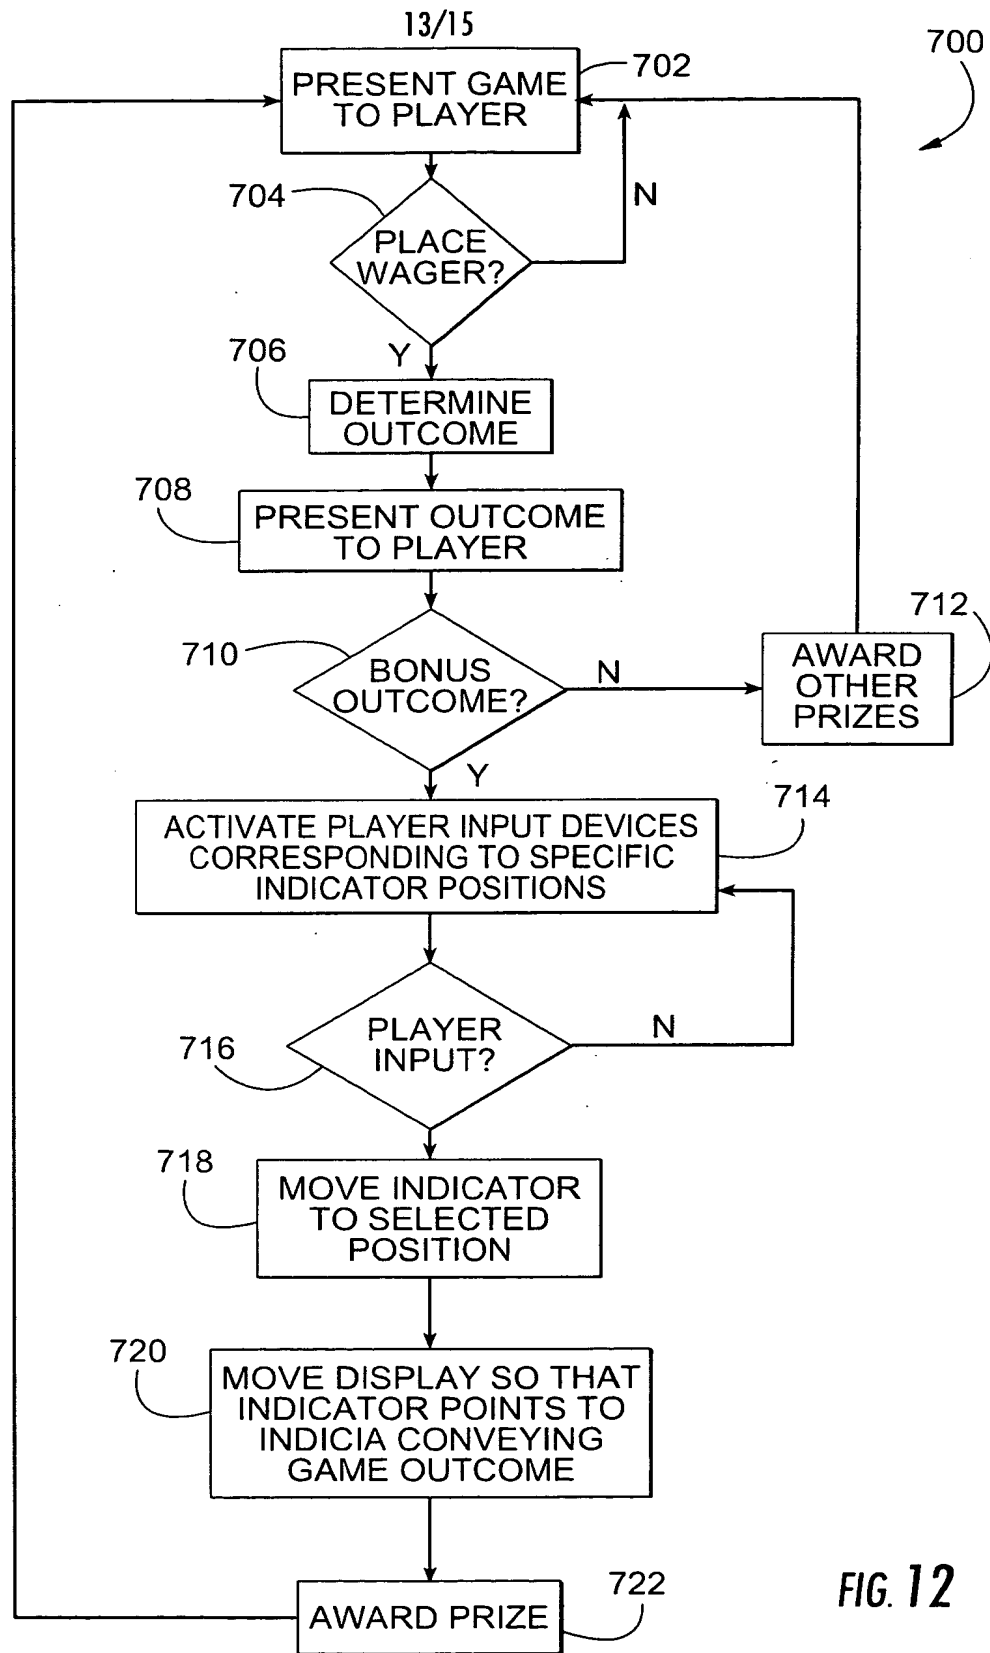 13/15
700
PRESENT GAME
TO PLAYER
702
704
PLACE
WAGER?
N
Y
706
DETERMINE
OUTCOME
708
PRESENT OUTCOME
TO PLAYER
710
BONUS
OUTCOME?
N
712
AWARD
OTHER
PRIZES
Y
714
ACTIVATE PLAYER INPUT DEVICES
CORRESPONDING TO SPECIFIC
INDICATOR POSITIONS
716
PLAYER
INPUT?
N
718
MOVE INDICATOR
TO SELECTED
POSITION
720
MOVE DISPLAY SO THAT
INDICATOR POINTS TO
INDICIA CONVEYING
GAME OUTCOME
722
AWARD PRIZE
FIG. 12